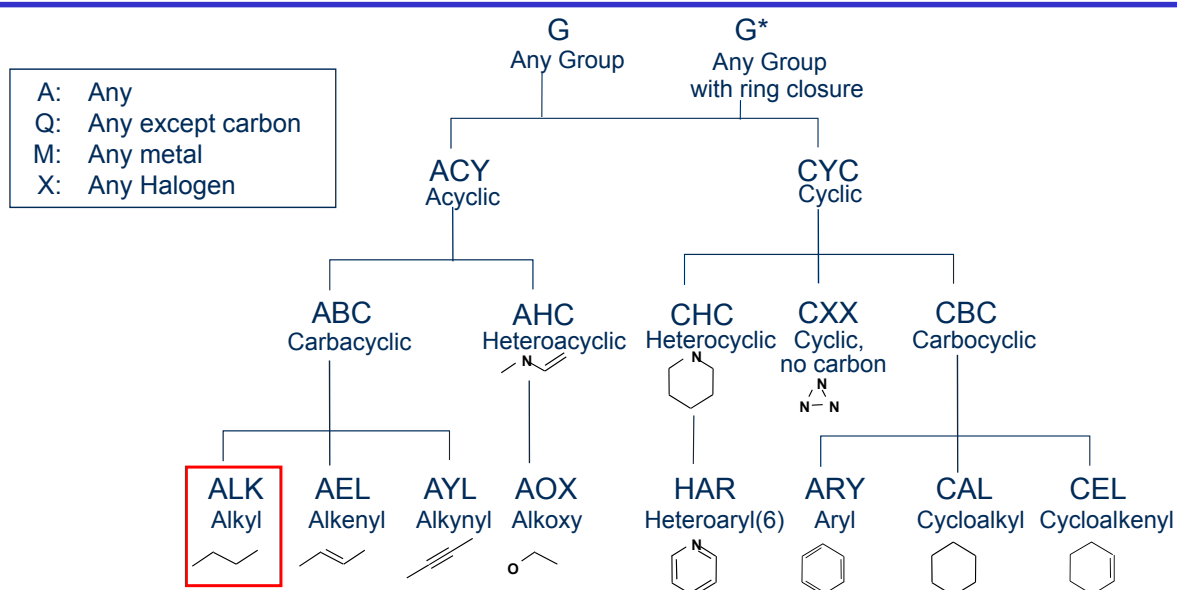 G
Any Group
G*
Any Group
with ring closure
A: Any
Q: Any except carbon
M: Any metal
X: Any Halogen
ACY
Acyclic
CYC
Cyclic
ABC
Carbacyclic
AHC
Heteroacyclic
N
CHC
Heterocyclic
N
CXX
Cyclic,
no carbon
N
N N
CBC
Carbocyclic
ALK
Alkyl
AEL
Alkenyl
AYL
Alkynyl
AOX
Alkoxy
O
HAR
Heteroaryl(6)
N
ARY
Aryl
CAL
Cycloalkyl
CEL
Cycloalkenyl